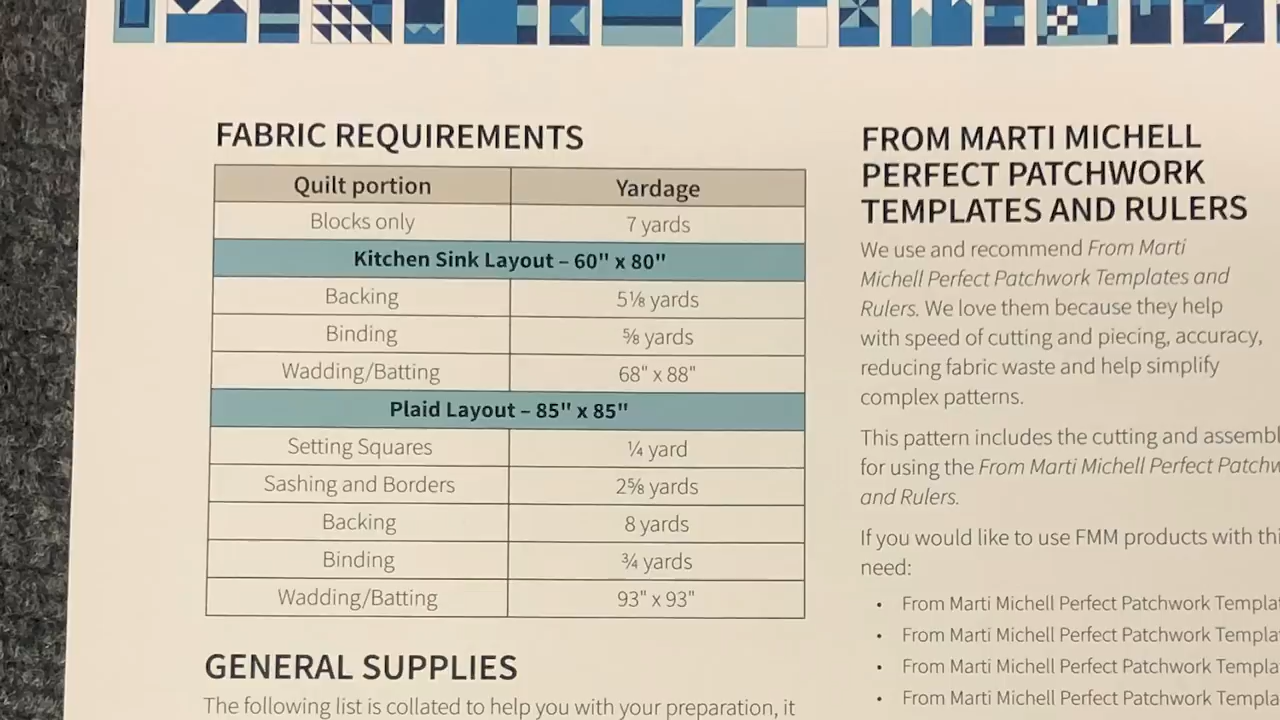 FABRIC REQUIREMENTS
Quilt portion Yardage
Blocks only 7 yards
Kitchen Sink Layout – 60" x 80"
Backing 5⅛ yards
Binding ⅝ yards
Wadding/Batting 68" x 88"
Plaid Layout – 85" x 85"
Setting Squares ¼ yard
Sashing and Borders 2⅝ yards
Backing 8 yards
Binding ¾ yards
Wadding/Batting 93" x 93"
GENERAL SUPPLIES
The following list is collated to help you with your preparation, it
FROM MARTI MICHELL
PERFECT PATCHWORK
TEMPLATES AND RULERS
We use and recommend From Marti
Michell Perfect Patchwork Templates and
Rulers. We love them because they help
with speed of cutting and piecing, accuracy,
reducing fabric waste and help simplify
complex patterns.
This pattern includes the cutting and assembl
for using the From Marti Michell Perfect Patchw
and Rulers.
If you would like to use FMM products with thi
need:
• From Marti Michell Perfect Patchwork Templa
• From Marti Michell Perfect Patchwork Templa
• From Marti Michell Perfect Patchwork Templa
• From Marti Michell Perfect Patchwork Templa